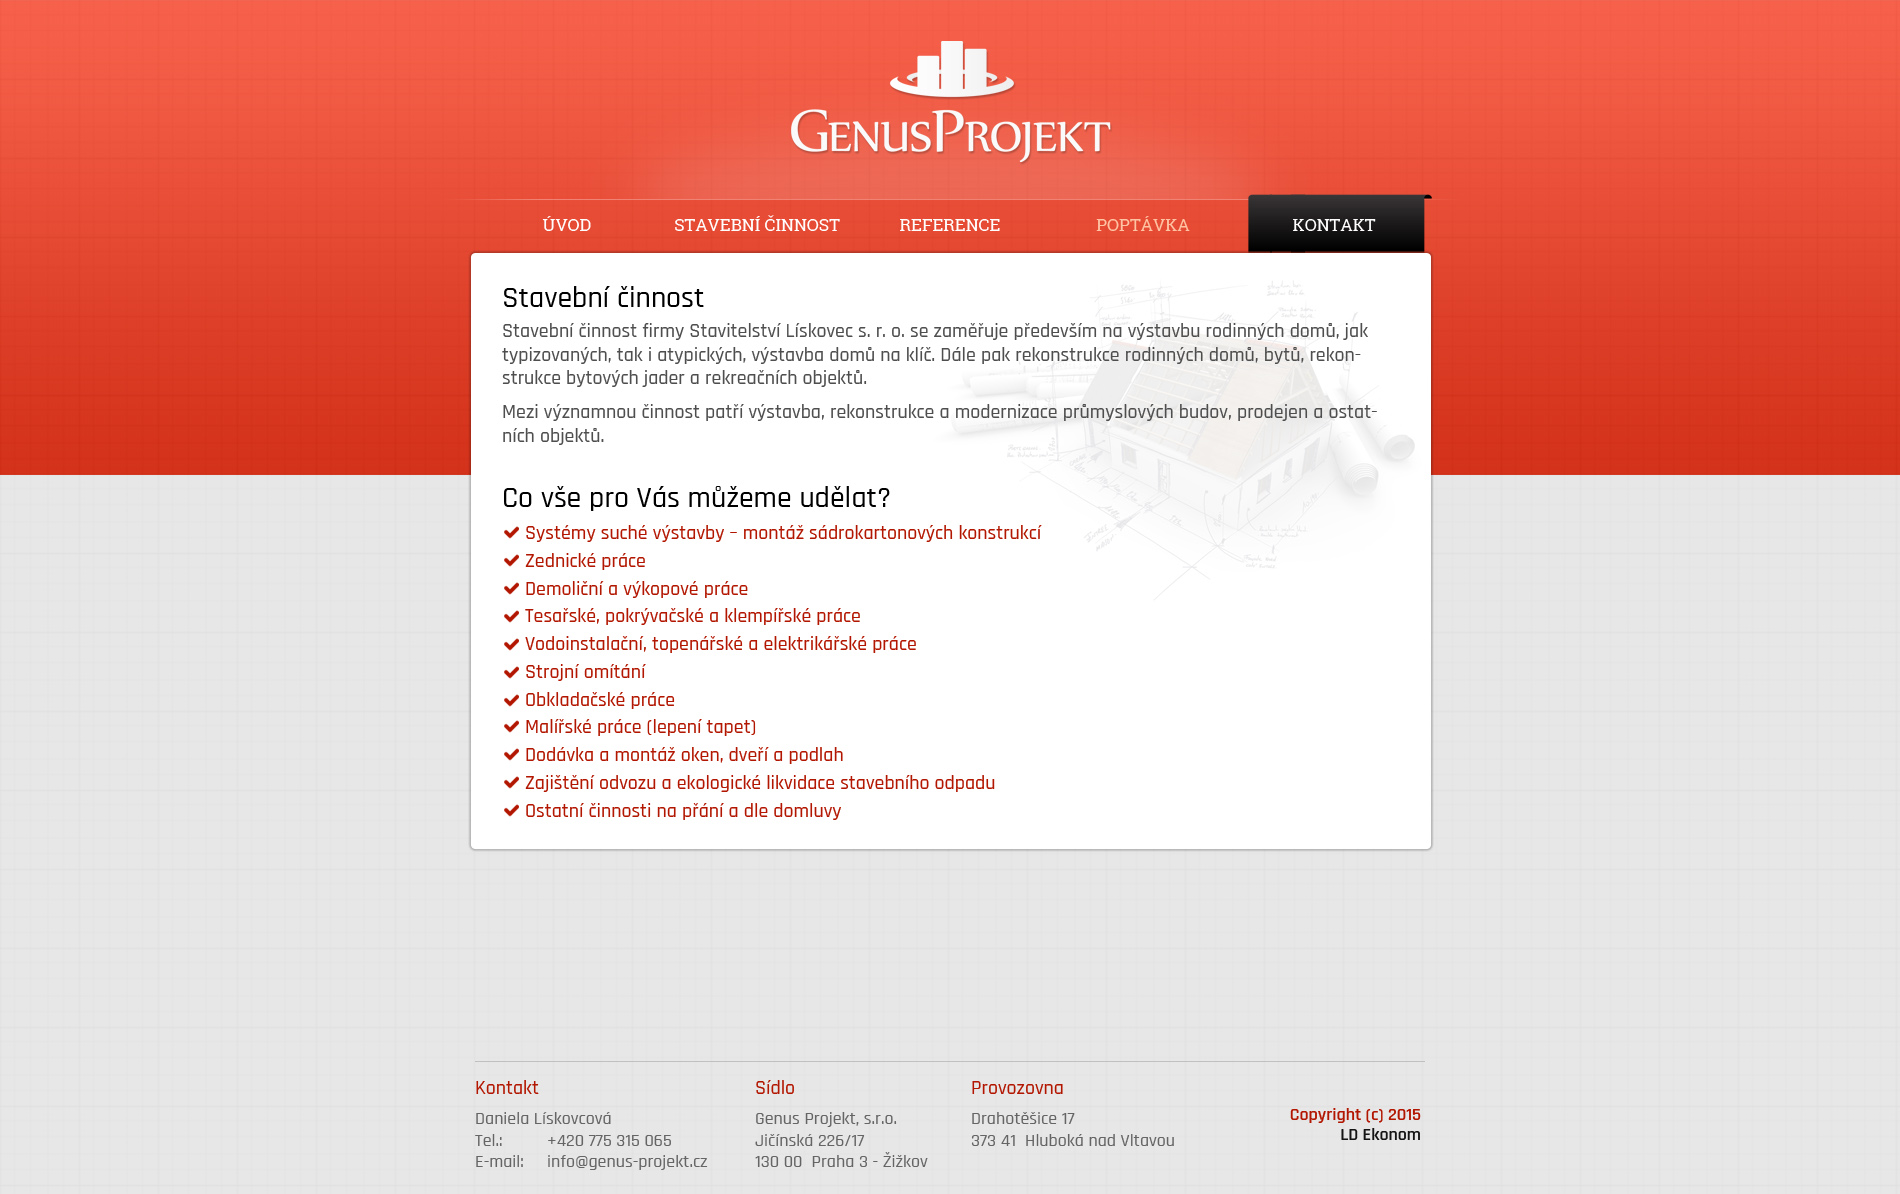 GENUSPROJEKT
ÚVOD STAVEBNÍ ČINNOST REFERENCE POPTÁVKA KONTAKT
Stavební činnost
Stavební činnost firmy Stavitelství Lískovec s. r. o. se zaměřuje především na výstavbu rodinných domů, jak
typizovaných, tak i atypických, výstavba domů na klíč. Dále pak rekonstrukce rodinných domů, bytů, rekon-
strukce bytových jader a rekreačních objektů.
Mezi významnou činnost patří výstavba, rekonstrukce a modernizace průmyslových budov, prodejen a ostat-
ních objektů.
Co vše pro Vás můžeme udělat?
Systémy suché výstavby – montáž sádrokartonových konstrukcí
Zednické práce
Demoliční a výkopové práce
Tesařské, pokrývačské a klempířské práce
Vodoinstalační, topenářské a elektrikářské práce
Strojní omítání
Obkladačské práce
Malířské práce (lepení tapet)
Dodávka a montáž oken, dveří a podlah
Zajištění odvozu a ekologické likvidace stavebního odpadu
Ostatní činnosti na přání a dle domluvy
Kontakt
Daniela Lískovcová
Tel.: +420 775 315 065
E-mail: info@genus-projekt.cz
Sídlo
Genus Projekt, s.r.o.
Jičínská 226/17
130 00 Praha 3 - Žižkov
Provozovna
Drahotěšice 17
373 41 Hluboká nad Vltavou
Copyright (c) 2015
LD Ekonom